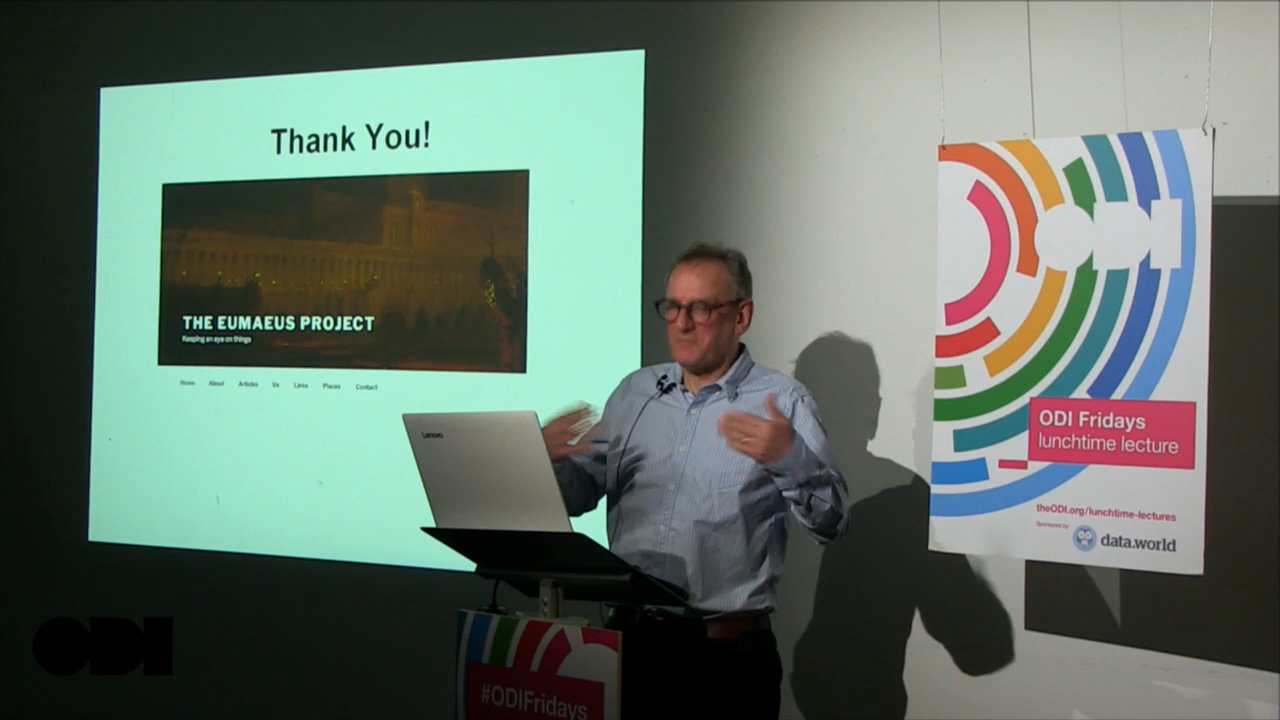 Thank You!
THE EUMAEUS PROJECT
Keeping an eye on things
Home About Articles Us Links Places Contact
Lenovo
ODI
ODI Fridays
lunchtime lecture
theODI.org/lunchtime-lectures
Sponsored by
data.world
#ODIFridays
ODI